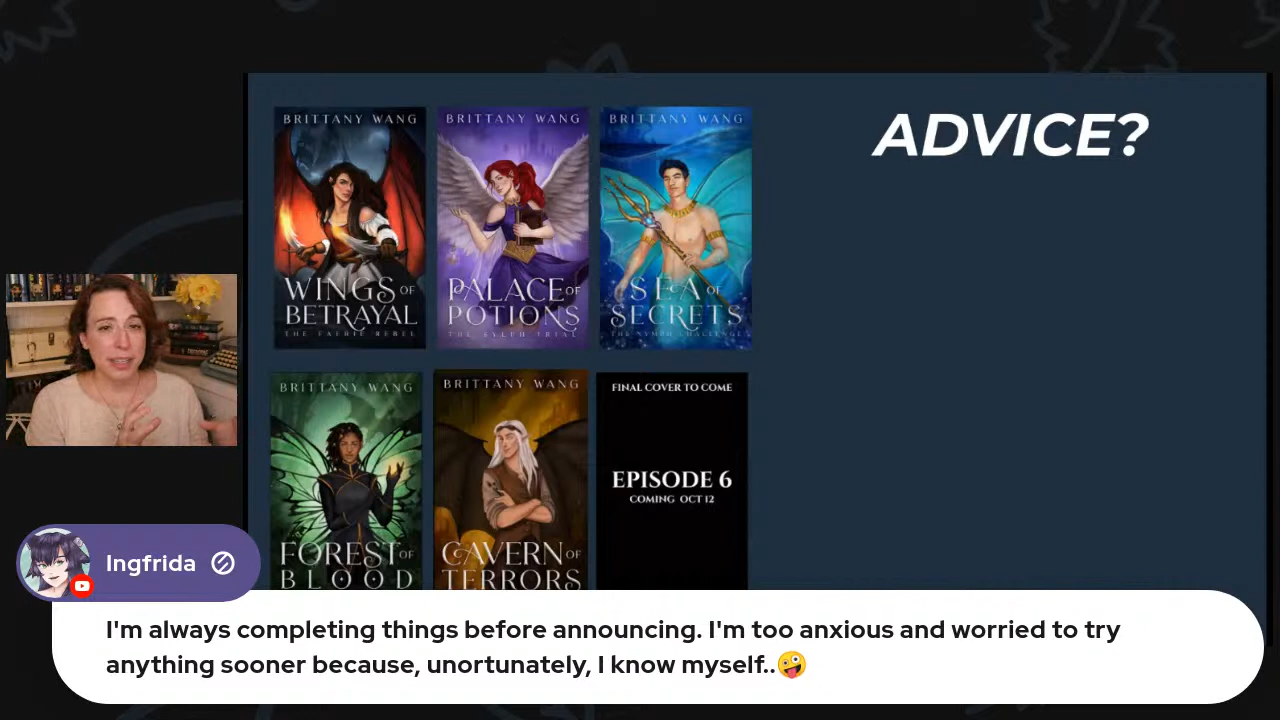 ADVICE?
BRITTANY WANG
WINGS OF
BETRAYAL
THE FAERIE REBEL
BRITTANY WANG
PALACE OF
POTIONS
THE SYLPH TRIAL
BRITTANY WANG
SEA OF
SECRETS
THE NYMPH CHALLENGE
BRITTANY WANG
FOREST OF
BLOOD
BRITTANY WANG
CAVERN OF
TERRORS
FINAL COVER TO COME
EPISODE 6
COMING OCT 12
Ingfrida
I'm always completing things before announcing. I'm too anxious and worried to try
anything sooner because, unortunately, I know myself..🤪